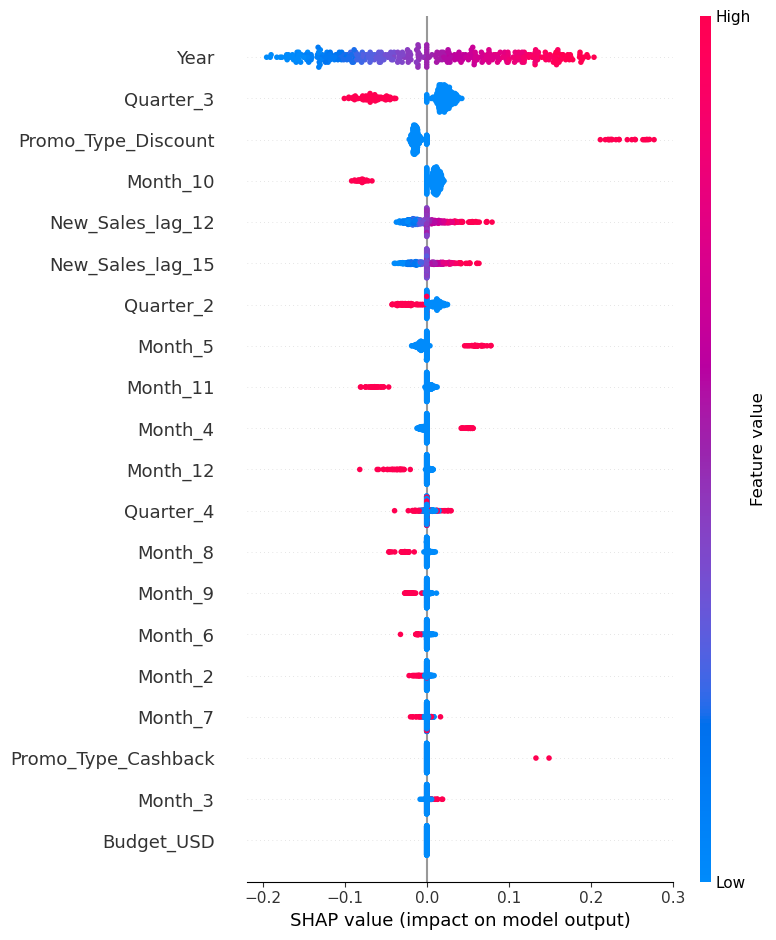 High
Year
Quarter_3
Promo_Type_Discount
Month_10
New_Sales_lag_12
New_Sales_lag_15
Quarter_2
Month_5
Month_11
Month_4
Month_12
Quarter_4
Month_8
Month_9
Month_6
Month_2
Month_7
Promo_Type_Cashback
Month_3
Budget_USD
Feature value
Low
−0.2 −0.1 0.0 0.1 0.2 0.3
SHAP value (impact on model output)